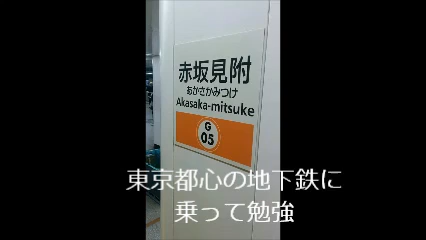 赤坂見附
あかさかみつけ
Akasaka-mitsuke
G
05
東京都心の地下鉄に
乗って勉強